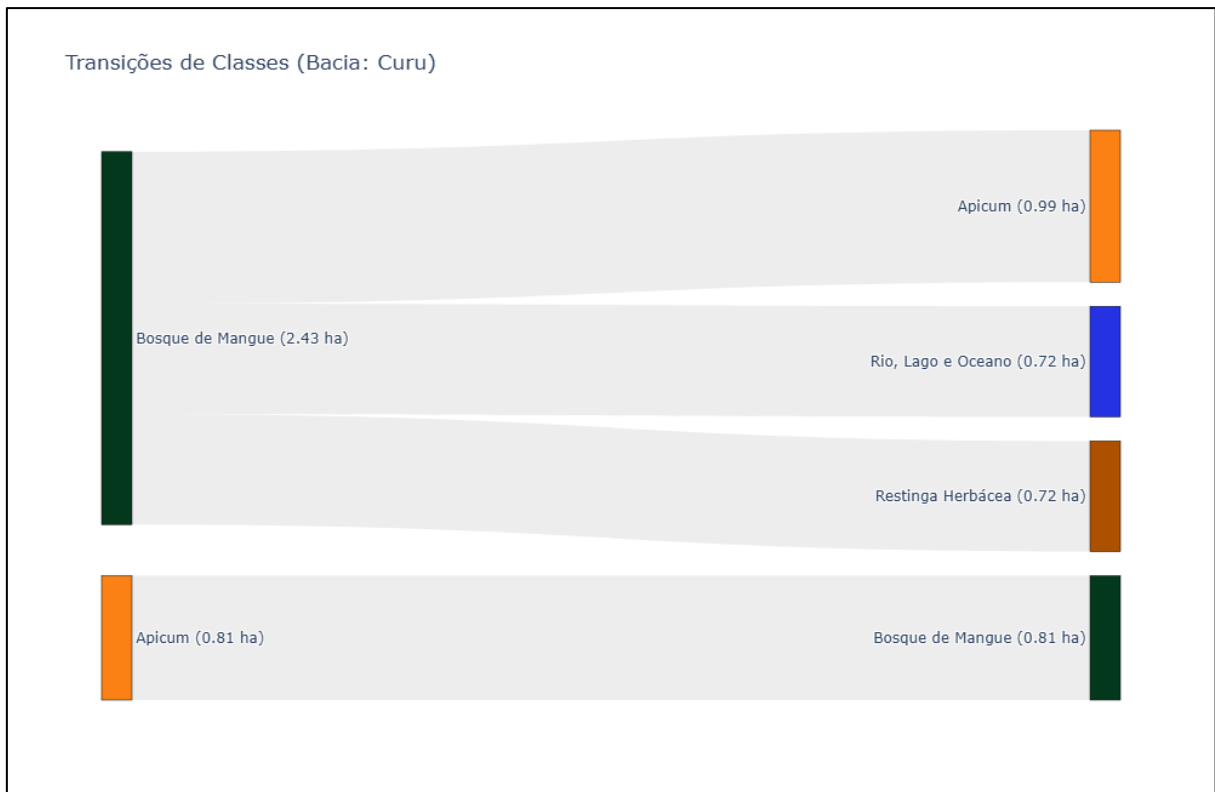 Transições de Classes (Bacia: Curu)
Apicum (0.99 ha)
Bosque de Mangue (2.43 ha)
Rio, Lago e Oceano (0.72 ha)
Restinga Herbácea (0.72 ha)
Apicum (0.81 ha)
Bosque de Mangue (0.81 ha)